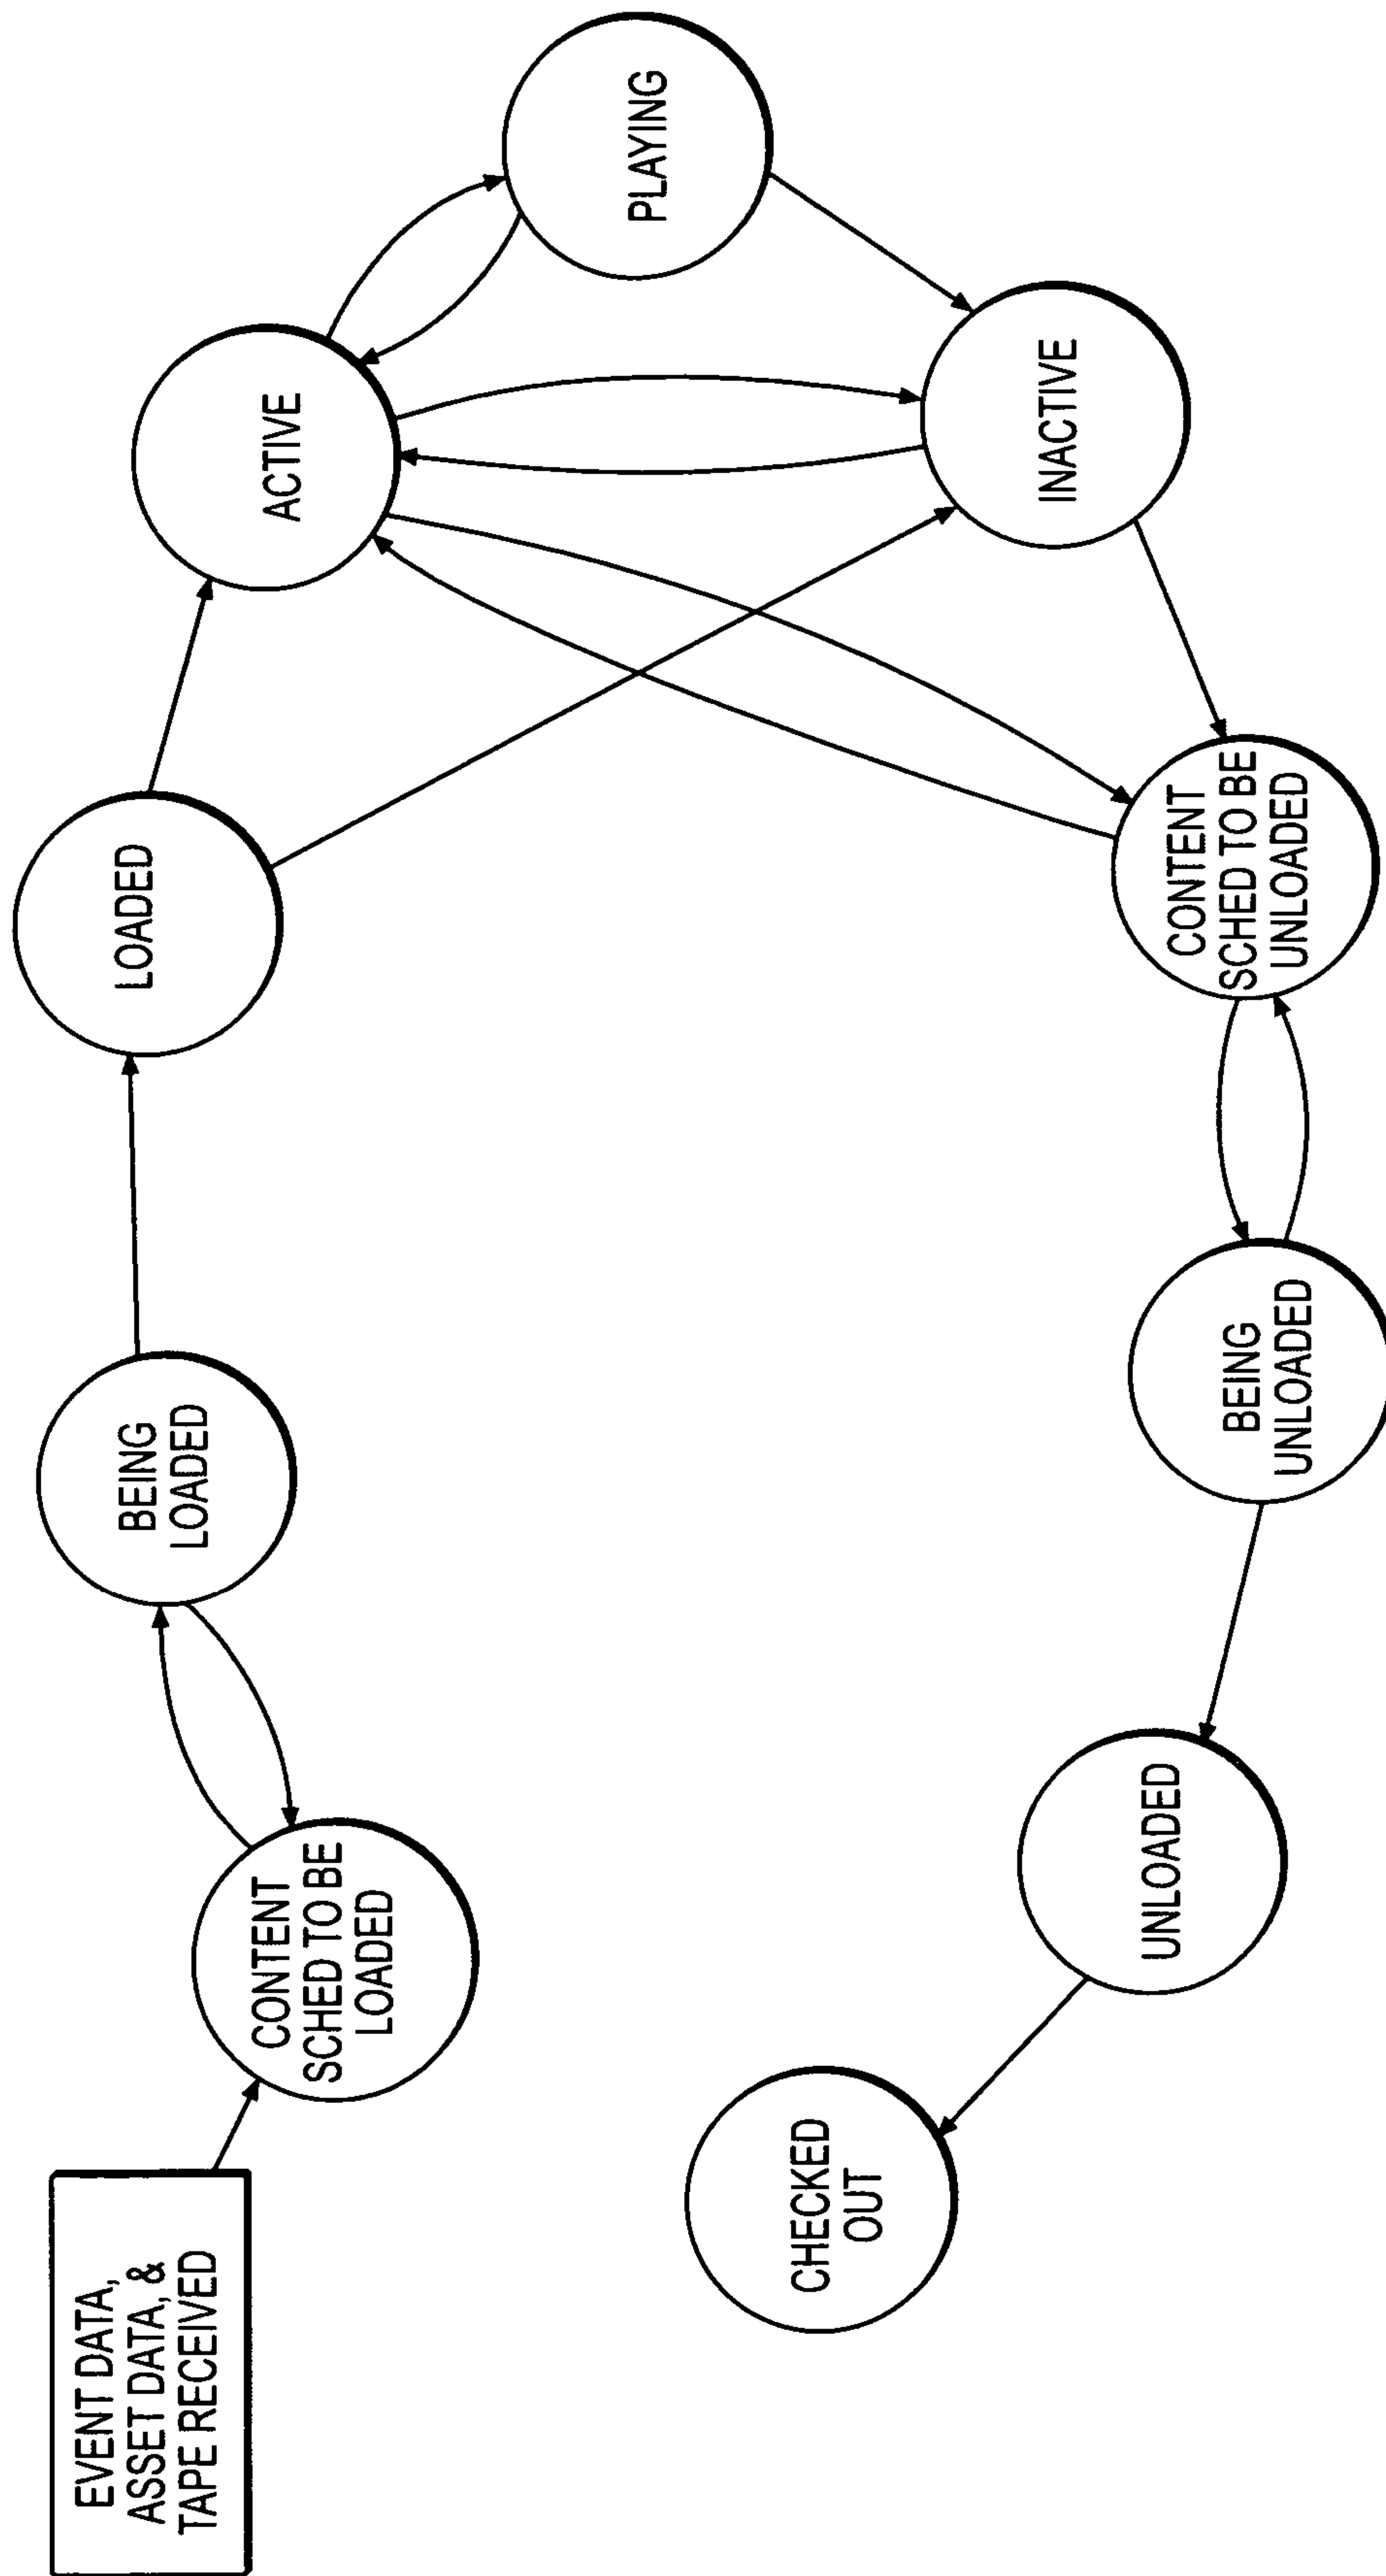 EVENT DATA,
ASSET DATA, &
TAPE RECEIVED
CONTENT
SCHED TO BE
LOADED
BEING
LOADED
LOADED
ACTIVE
PLAYING
INACTIVE
CONTENT
SCHED TO BE
UNLOADED
BEING
UNLOADED
UNLOADED
CHECKED
OUT